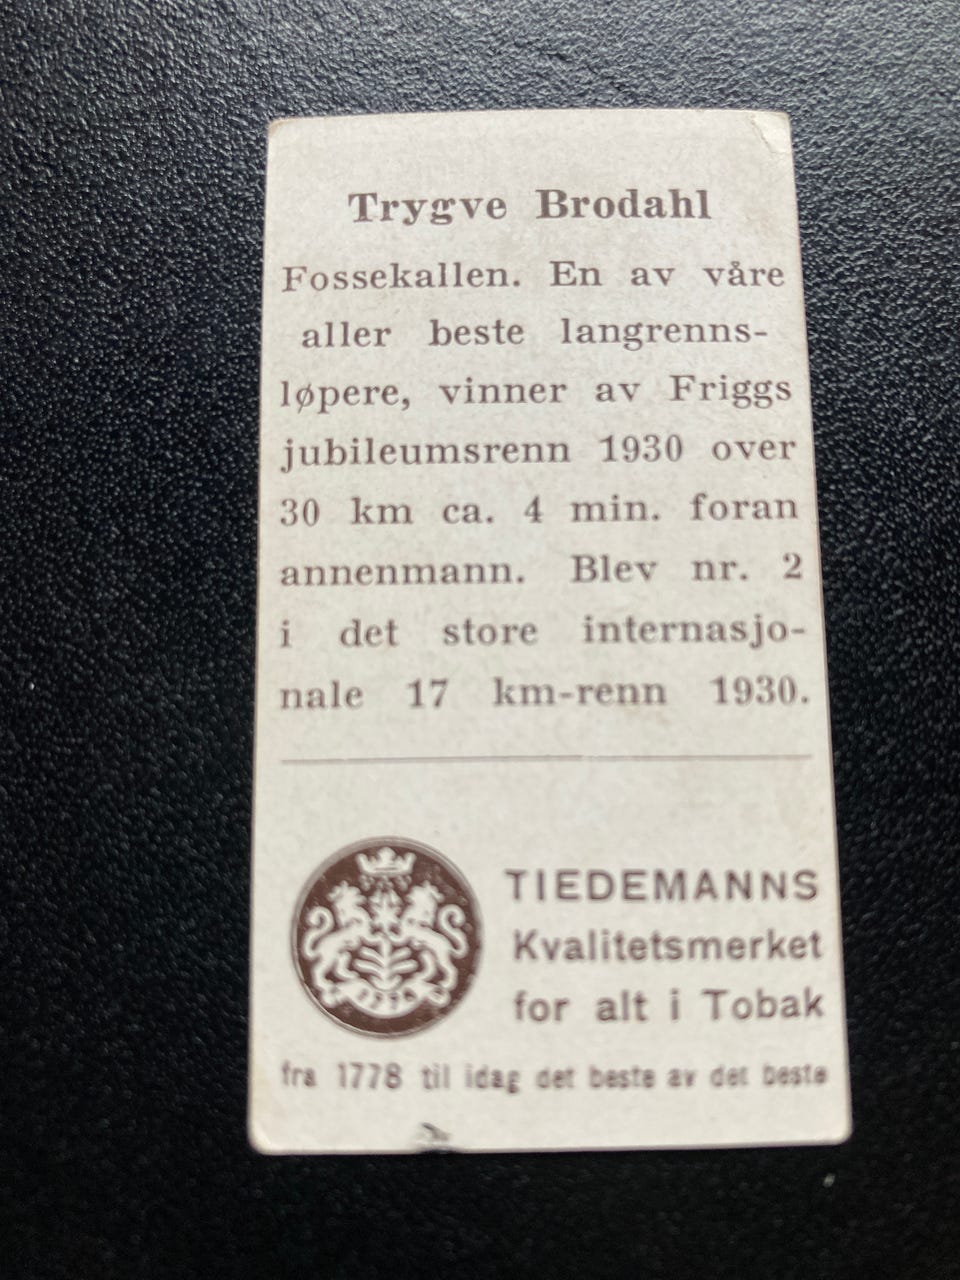 Trygve Brodahl
Fossekallen. En av våre
aller beste langrenns-
løpere, vinner av Friggs
jubileumsrenn 1930 over
30 km ca. 4 min. foran
annenmann. Blev nr. 2
i det store internasjo-
nale 17 km-renn 1930.
1778
TIEDEMANNS
Kvalitetsmerket
for alt i Tobak
fra 1778 til idag det beste av det beste